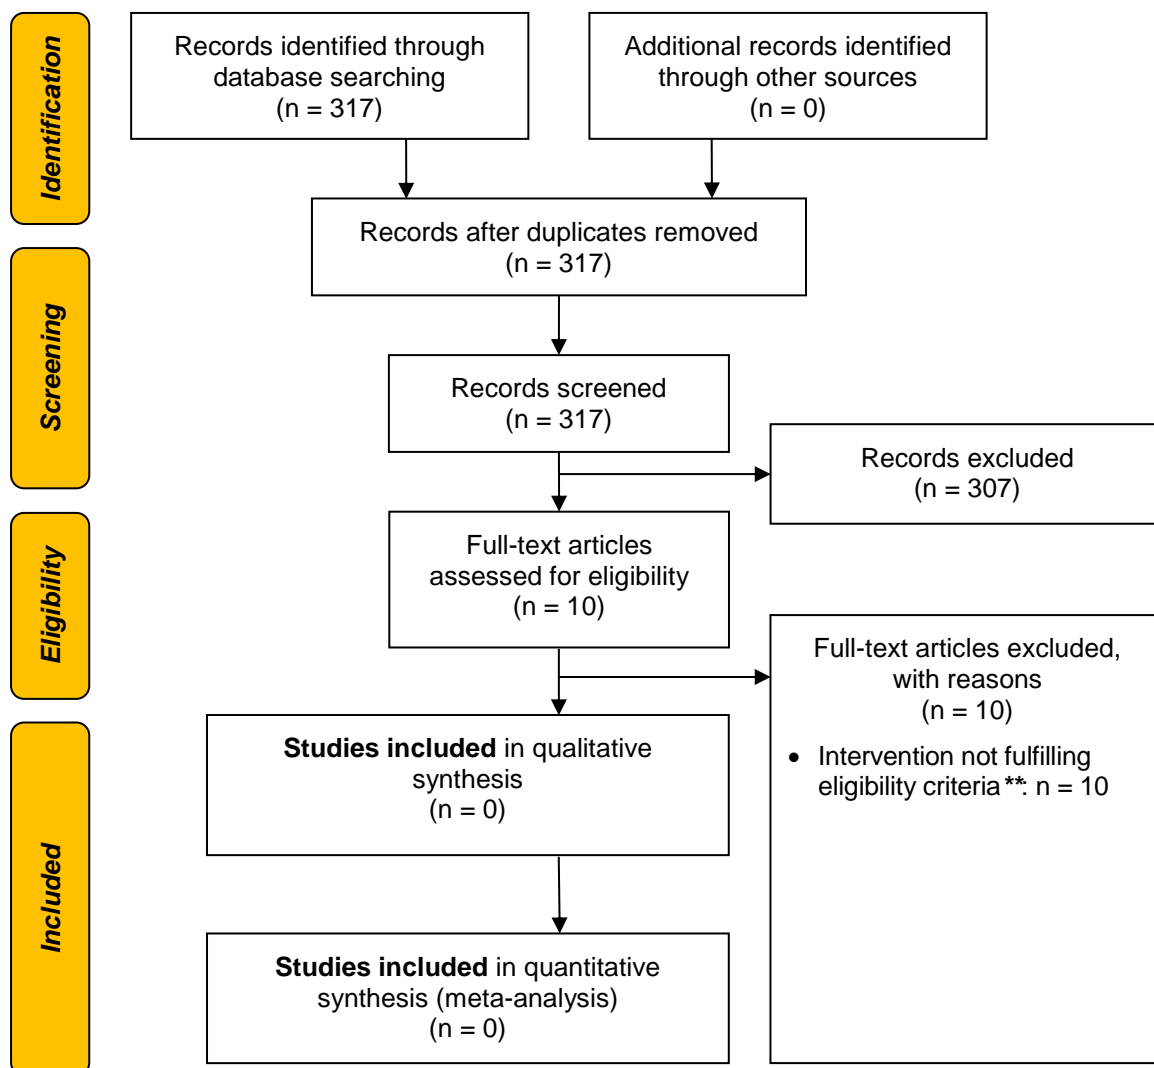 Identification
Records identified through
database searching
(n = 317)
Additional records identified
through other sources
(n = 0)
Records after duplicates removed
(n = 317)
Screening
Records screened
(n = 317)
Records excluded
(n = 307)
Eligibility
Full-text articles
assessed for eligibility
(n = 10)
Full-text articles excluded,
with reasons
(n = 10)
• Intervention not fulfilling
eligibility criteria**: n = 10
Included
Studies included in qualitative
synthesis
(n = 0)
Studies included in quantitative
synthesis (meta-analysis)
(n = 0)